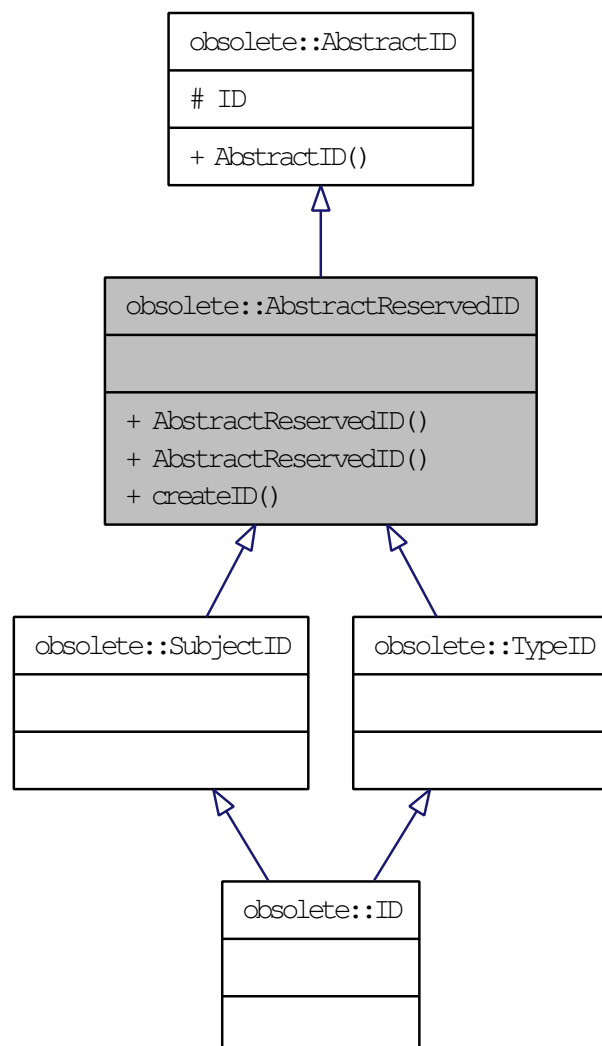 obsolete::AbstractID
# ID
+ AbstractID()
obsolete::AbstractReservedID
+ AbstractReservedID()
+ AbstractReservedID()
+ createID()
obsolete::SubjectID
obsolete::TypeID
obsolete::ID